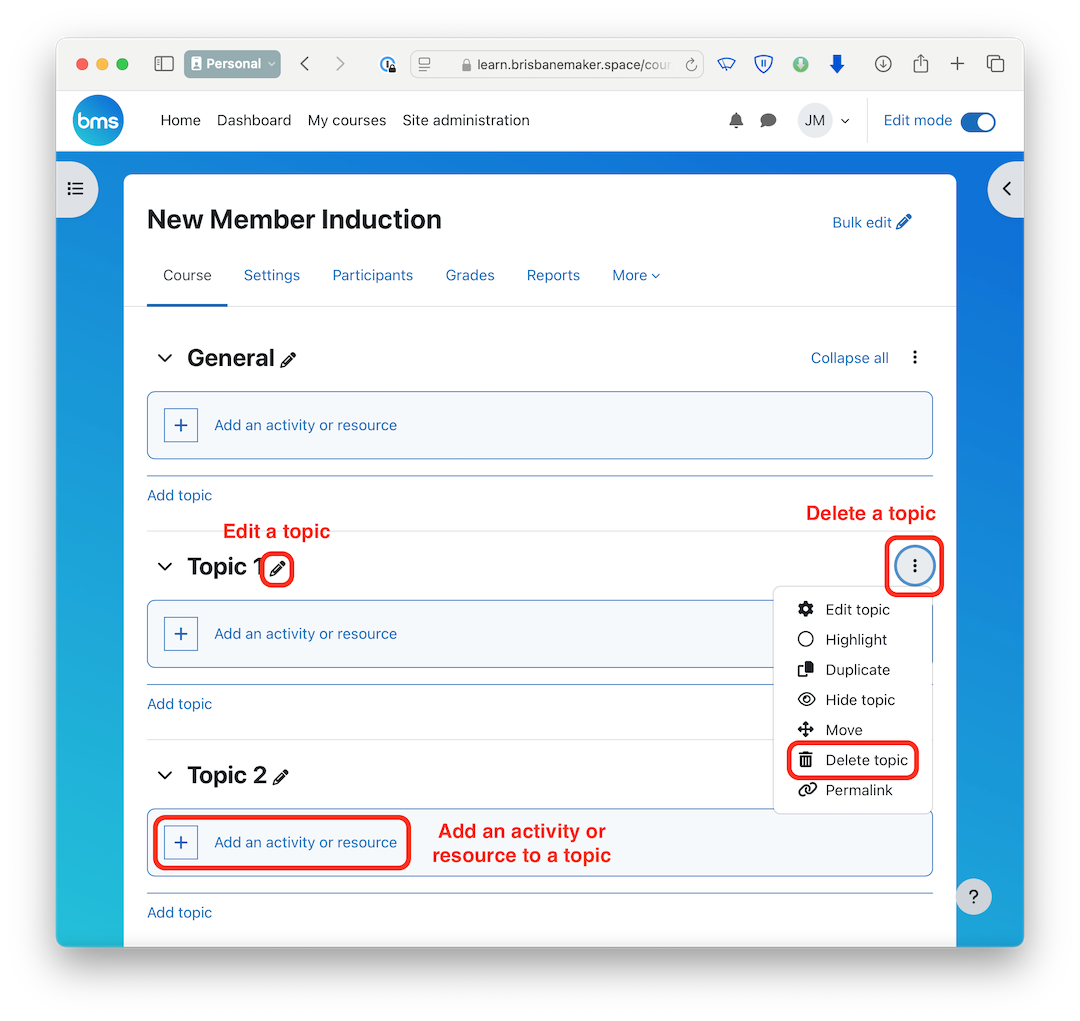 Personal
learn.brisbanemaker.space/cour
bms
Home Dashboard My courses Site administration
JM
Edit mode
New Member Induction
Bulk edit
Course Settings Participants Grades Reports More
General
Collapse all
+ Add an activity or resource
Add topic
Delete a topic
Edit a topic
Topic 1
Edit topic
+ Add an activity or resource
Highlight
Duplicate
Hide topic
Add topic
Move
Delete topic
Topic 2
Permalink
+ Add an activity or resource
Add an activity or
resource to a topic
?
Add topic